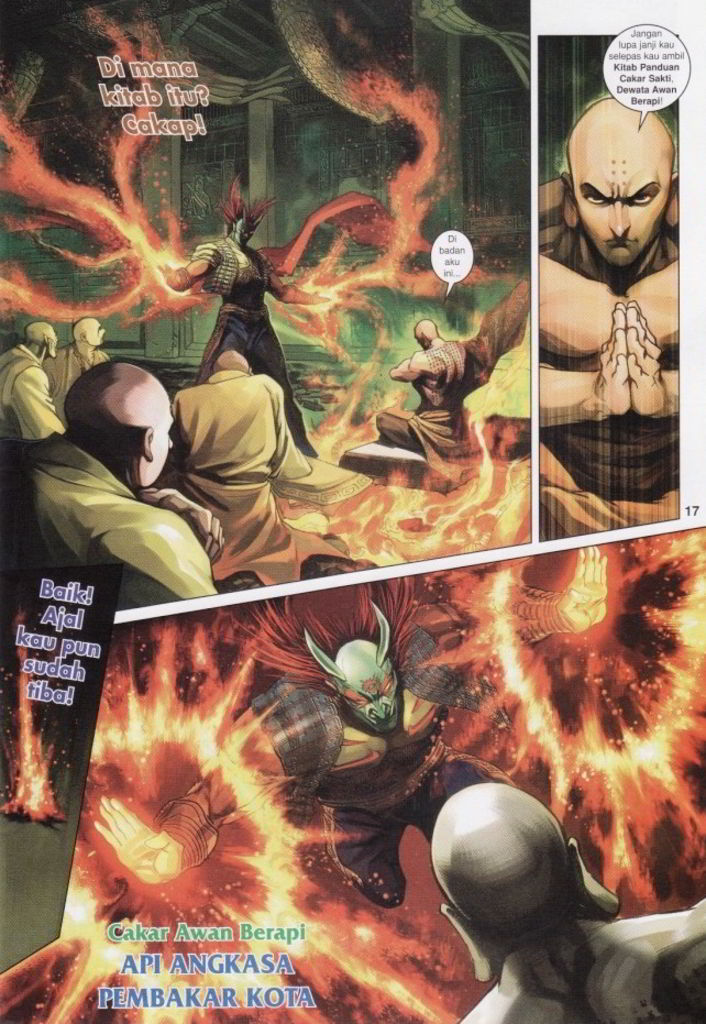 Di mana
kitab itu?
Cakap!
Di
badan
aku
ini...
Jangan
lupa janji kau
selepas kau ambil
Kitab Panduan
Cakar Sakti,
Dewata Awan
Berapi!
17
Baik!
Ajal
kau pun
sudah
tiba!
Cakar Awan Berapi
API ANGKASA
PEMBAKAR KOTA